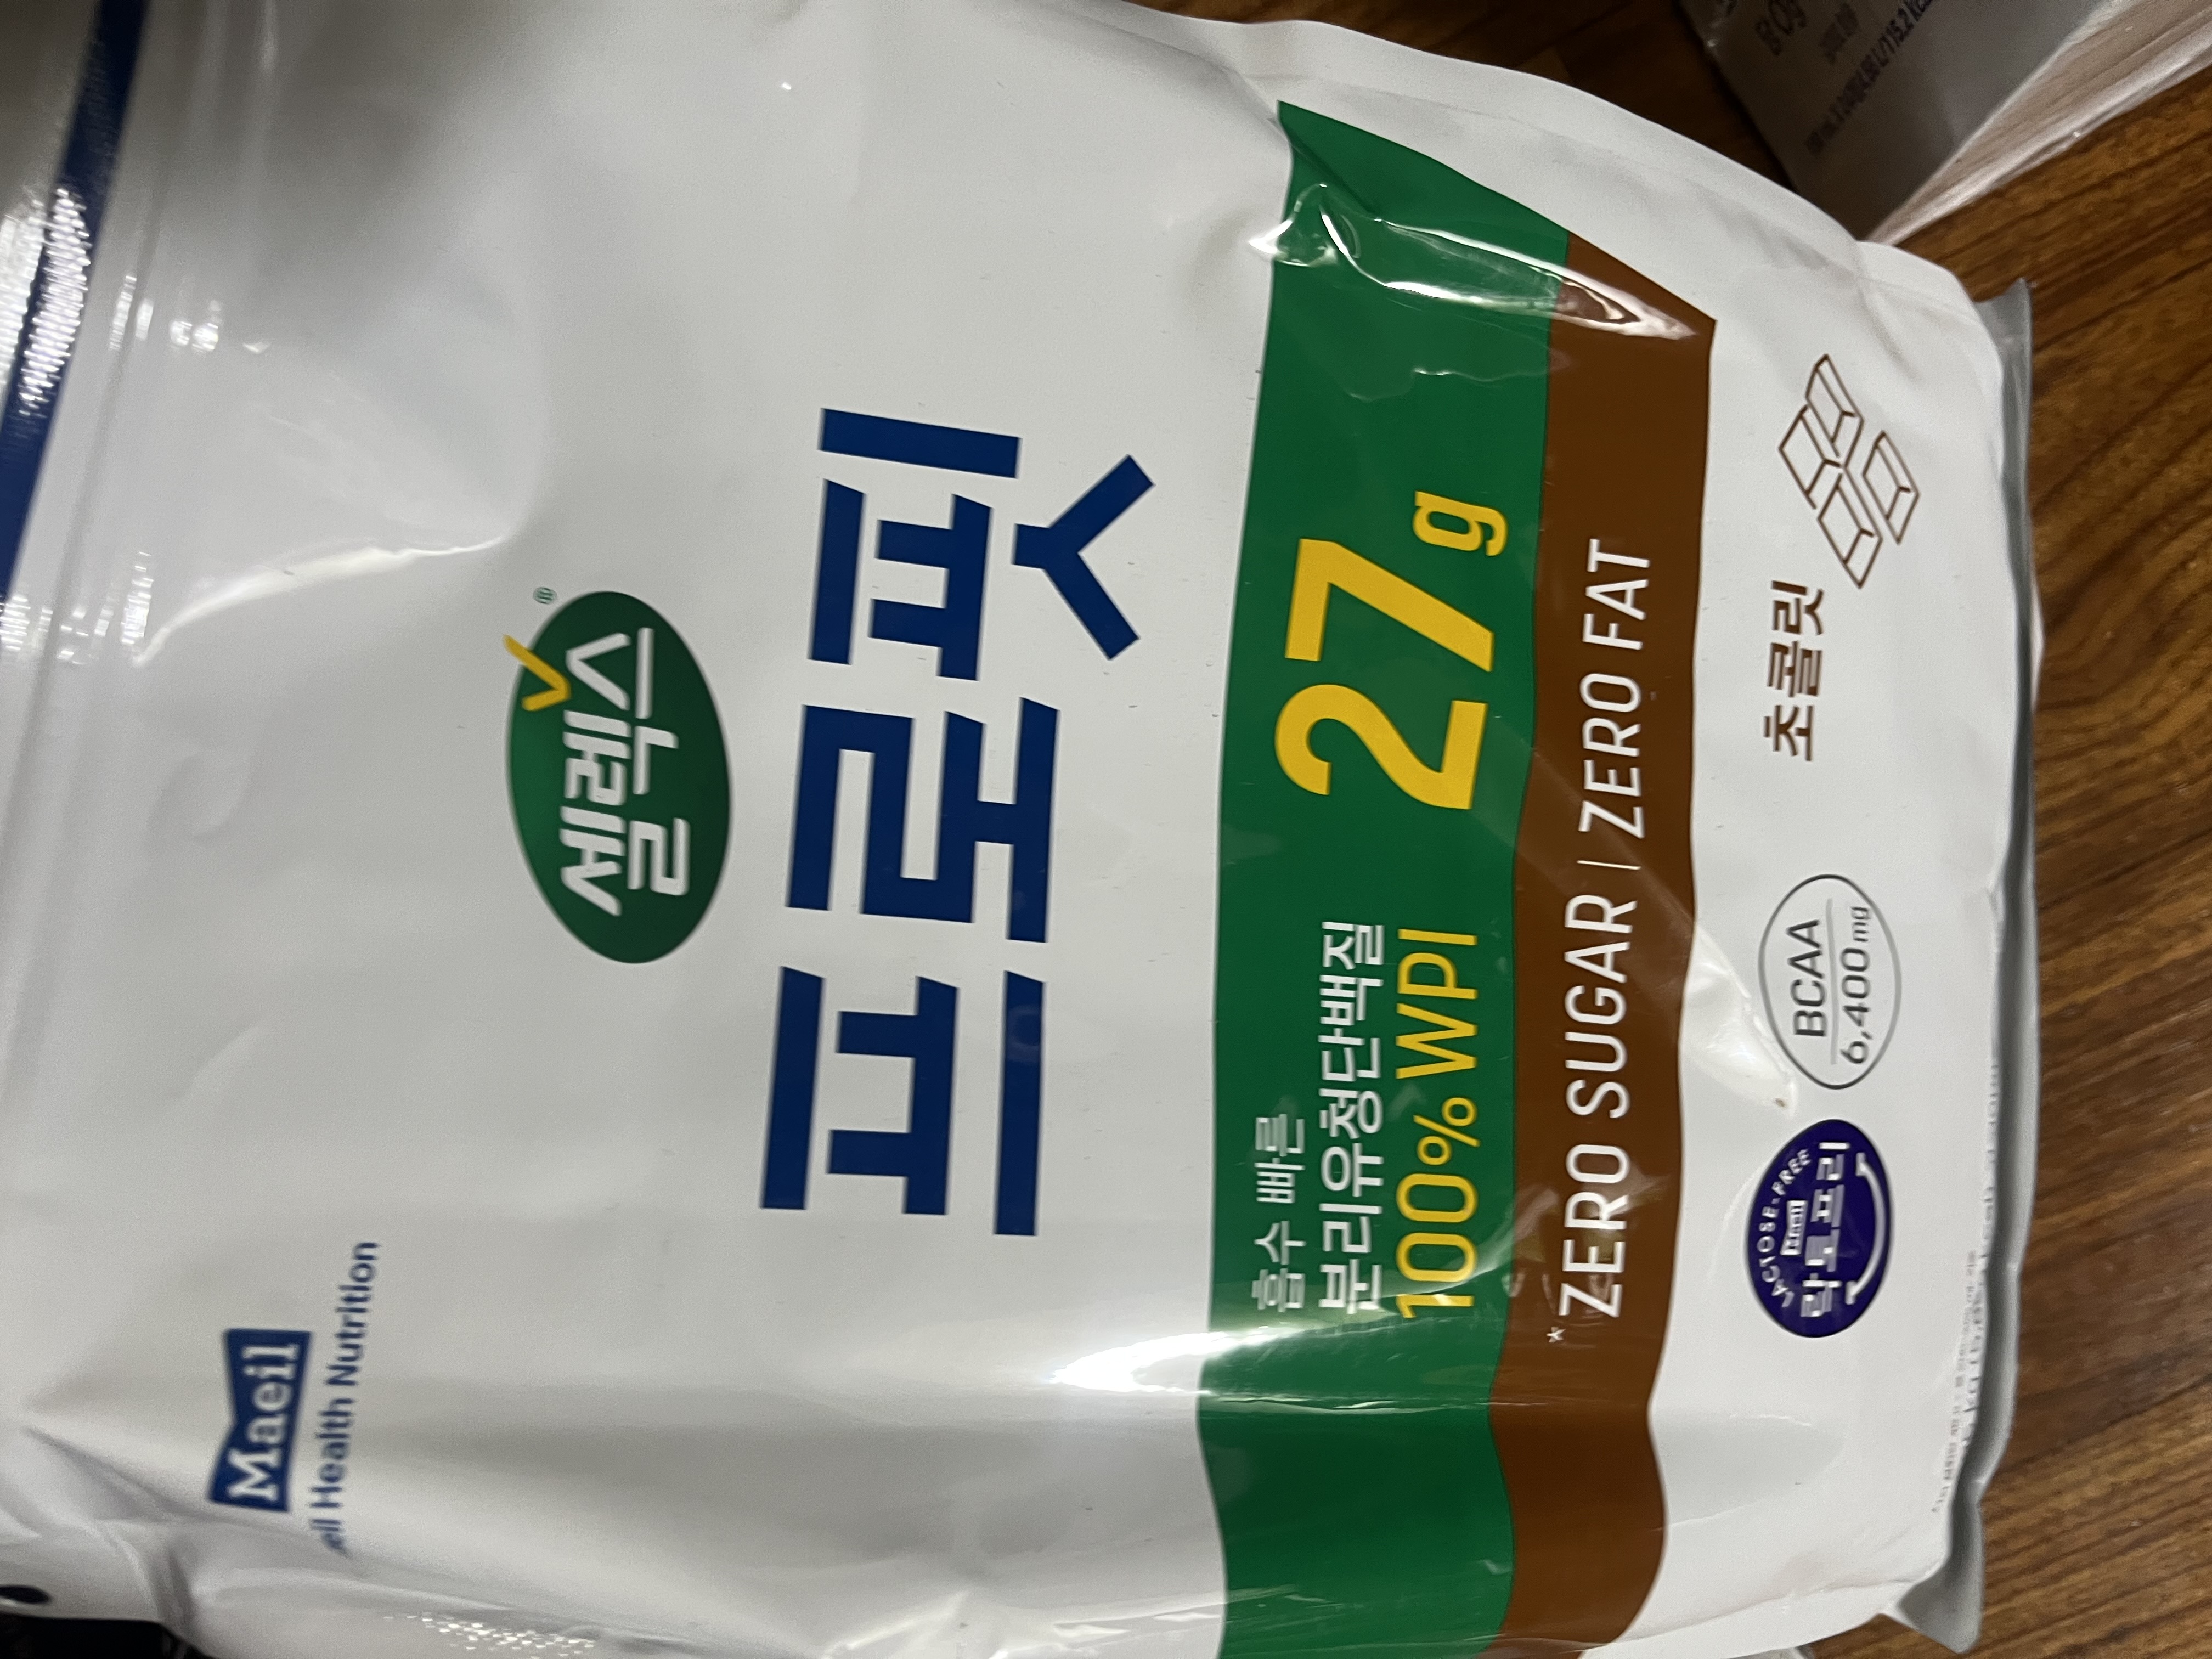 Maeil
Health Nutrition
셀렉스
프로핏
흡수 빠른
분리유청단백질
100% WPI
27g
*ZERO SUGAR | ZERO FAT
LACTOSE-FREE
Maeil
락토프리
BCAA
6,400mg
초콜릿
80g